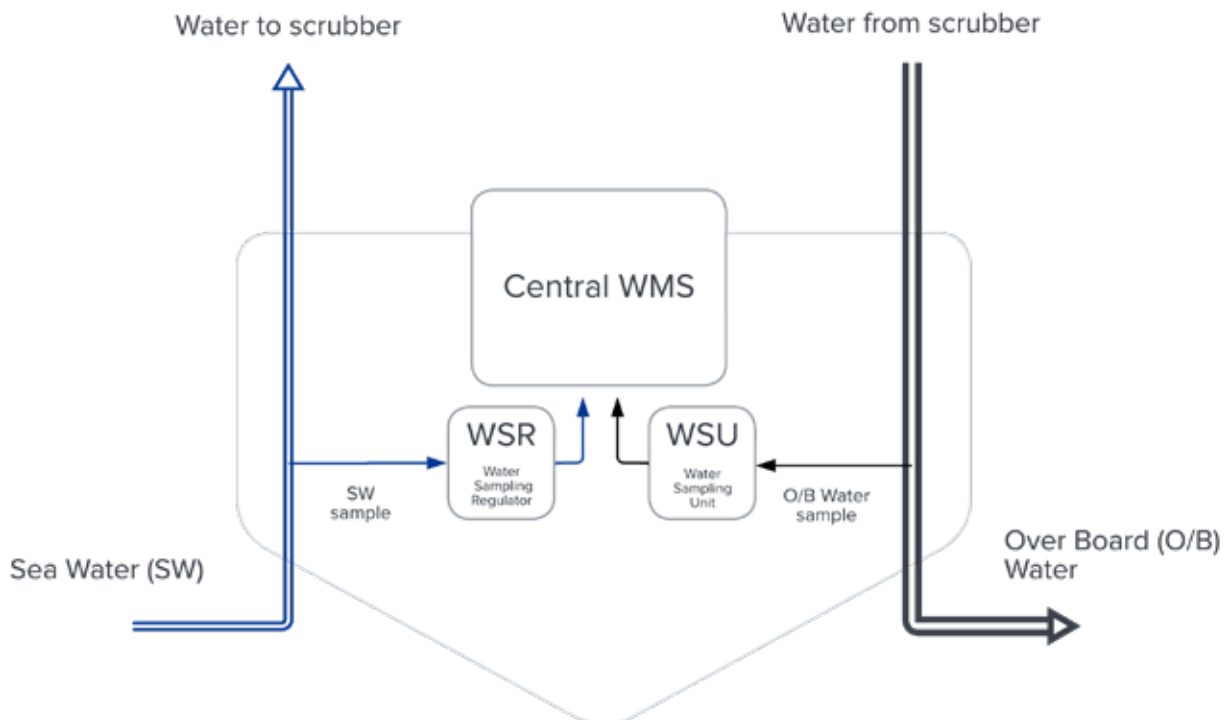 Water to scrubber
Water from scrubber
Central WMS
WSR
Water
Sampling
Regulator
WSU
Water
Sampling
Unit
SW
sample
O/B Water
sample
Sea Water (SW)
Over Board (O/B)
Water